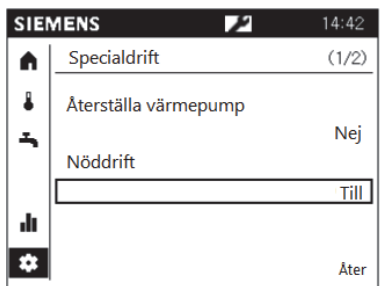 SIEMENS 14:42
Specialdrift (1/2)
Återställa värmepump
Nej
Nöddrift
Till
Åter